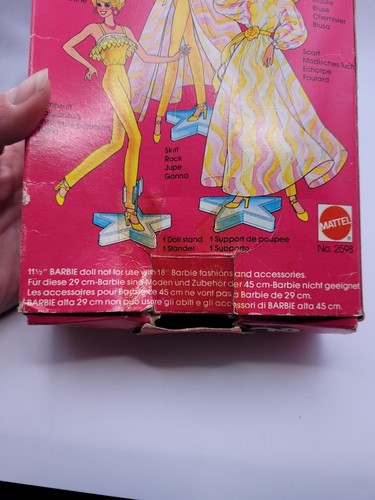 Bluse
Chemisier
Blusa
Scarf
Modisches Tuch
Echarpe
Foulard
Skirt
Rock
Jupe
Gonna
1 Doll stand 1 Support de poupee
1 Ständer 1 Supporto
MATTEL
No. 2598
11½" BARBIE doll not for use with 18" Barbie fashions and accessories.
Für diese 29 cm-Barbie sind Moden und Zubehör der 45 cm-Barbie nicht geeignet
Les accessoires pour Barbie de 45 cm ne vont pas à Barbie de 29 cm.
BARBIE alta 29 cm non può usare gli abiti e gli accessori di BARBIE alta 45 cm.